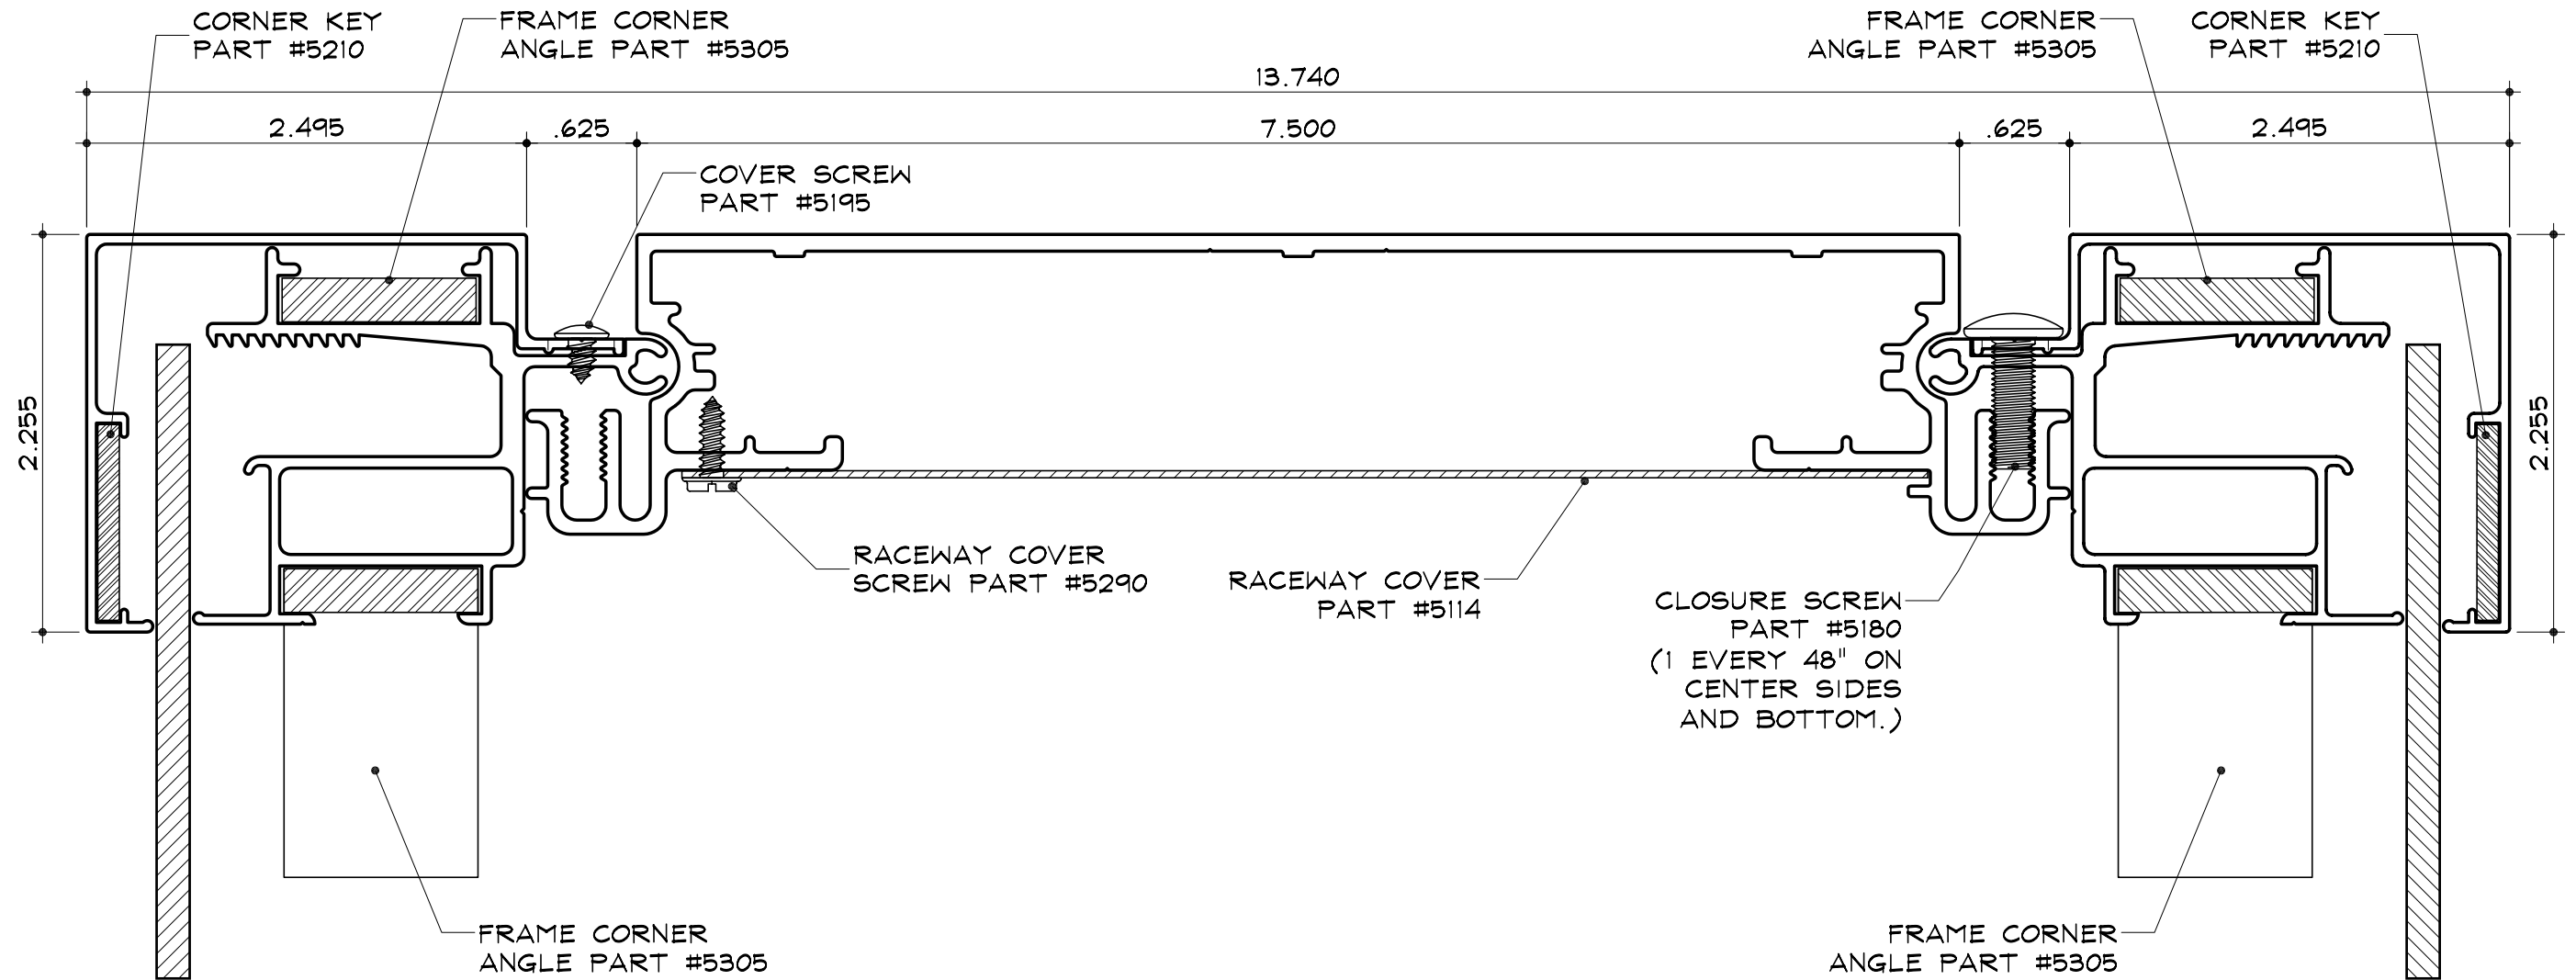 CORNER KEY
PART #5210
FRAME CORNER
ANGLE PART #5305
FRAME CORNER
ANGLE PART #5305
CORNER KEY
PART #5210
13.740
2.495
.625
7.500
.625
2.495
COVER SCREW
PART #5195
2.255
2.255
RACEWAY COVER
SCREW PART #5290
RACEWAY COVER
PART #5114
CLOSURE SCREW
PART #5180
(1 EVERY 48" ON
CENTER SIDES
AND BOTTOM.)
FRAME CORNER
ANGLE PART #5305
FRAME CORNER
ANGLE PART #5305